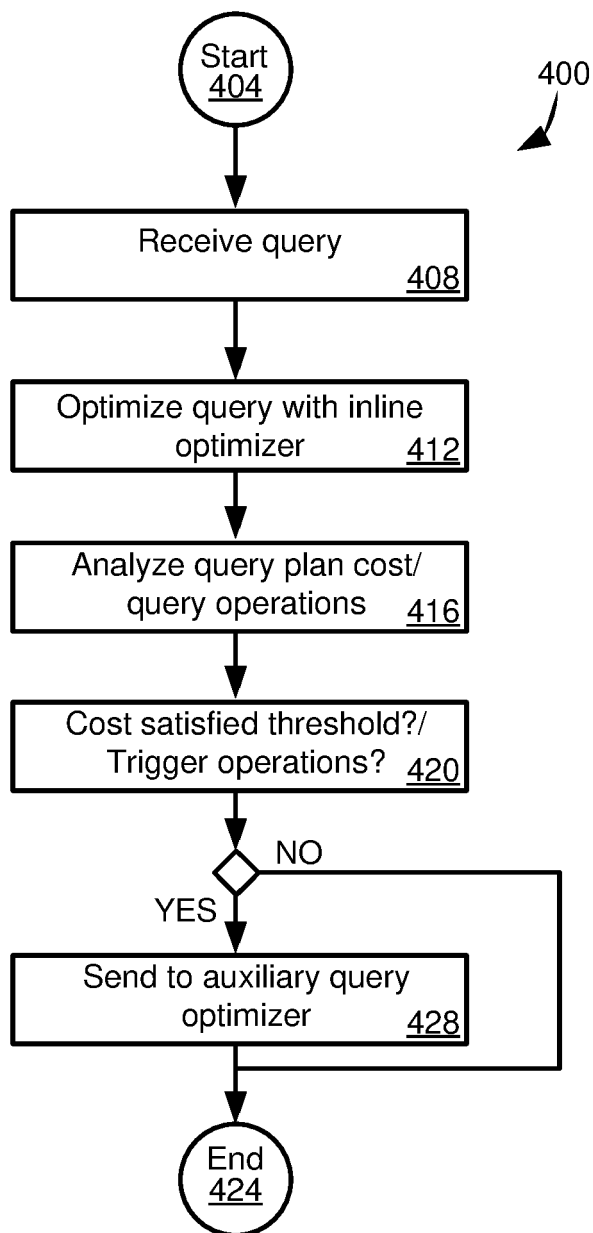 Start
404
400
Receive query
408
Optimize query with inline
optimizer
412
Analyze query plan cost/
query operations
416
Cost satisfied threshold?/
Trigger operations?
420
NO
YES
Send to auxiliary query
optimizer
428
End
424